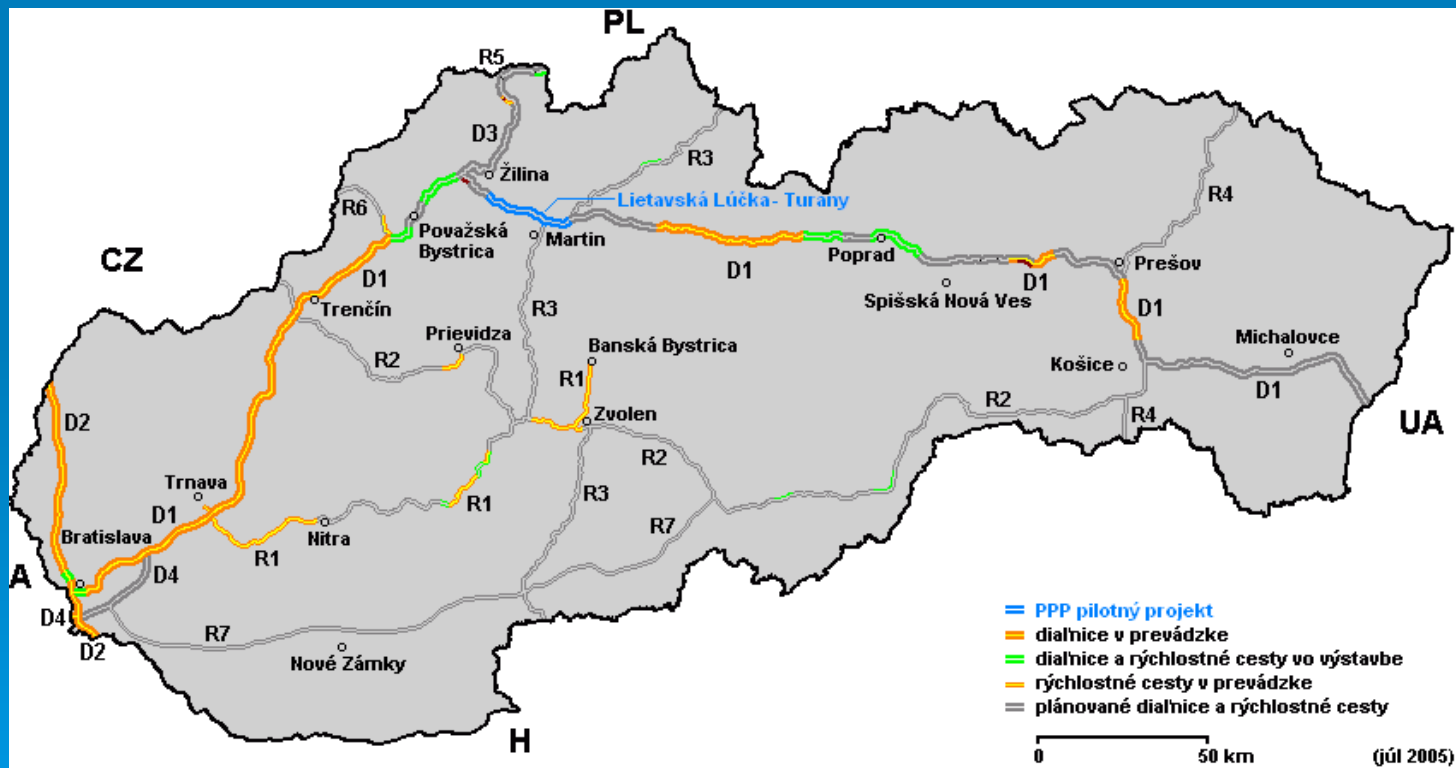 PL
R5
D3
Žilina
R3
R4
Lietavská Lúčka - Turany
R6
Považská
Bystrica
Martin
CZ
D1
D1
Poprad
D1
Prešov
Spišská Nová Ves
Trenčín
R3
D1
Prievidza
Banská Bystrica
Michalovce
R2
R1
Košice
D1
D2
Zvolen
R2
R4
UA
R2
Trnava
R3
R1
D1
Bratislava
R1
Nitra
R7
A
D4
D4
R7
D2
Nové Zámky
H
PPP pilotný projekt
diaľnice v prevádzke
diaľnice a rýchlostné cesty vo výstavbe
rýchlostné cesty v prevádzke
plánované diaľnice a rýchlostné cesty
0 50 km (júl 2005)